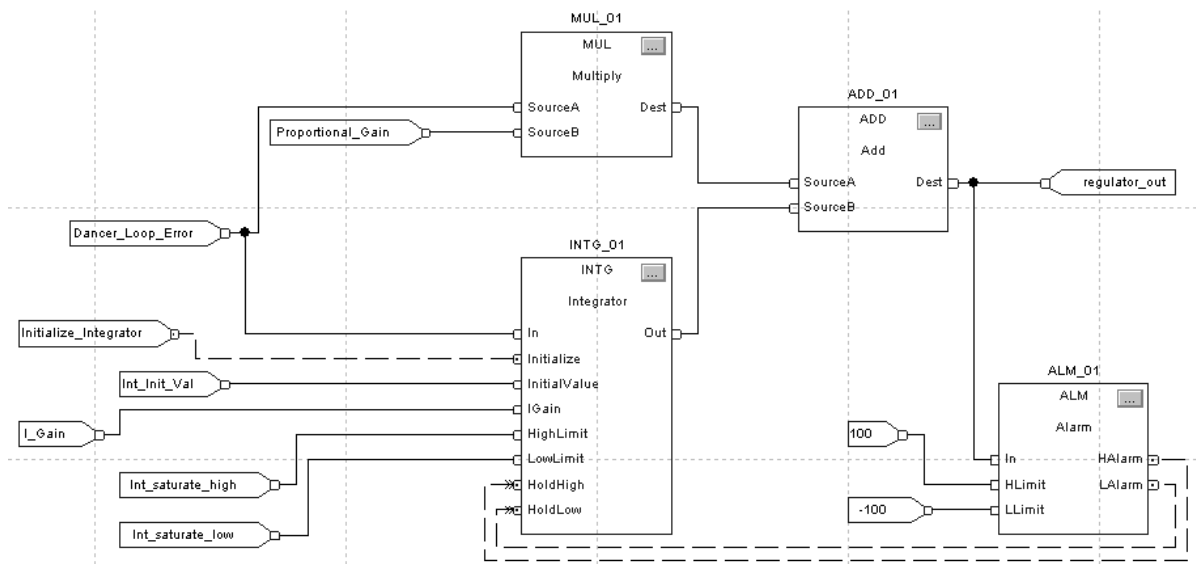 MUL_01
MUL
...
Multiply
SourceA
Dest
SourceB
Proportional_Gain
ADD_01
ADD
...
Add
SourceA
Dest
SourceB
regulator_out
Dancer_Loop_Error
INTG_01
INTG
...
Integrator
In
Out
Initialize
InitialValue
IGain
HighLimit
LowLimit
HoldHigh
HoldLow
Initialize_Integrator
Int_Init_Val
I_Gain
Int_saturate_high
Int_saturate_low
ALM_01
ALM
...
Alarm
In
HAlarm
HLimit
LAlarm
LLimit
100
-100